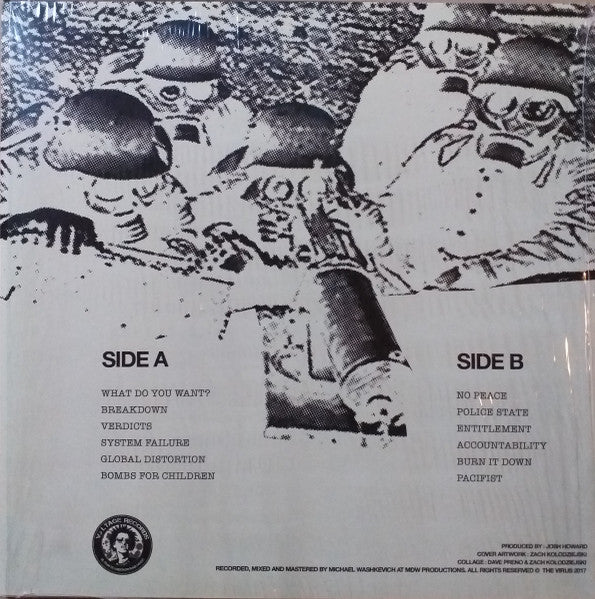 SIDE A
WHAT DO YOU WANT?
BREAKDOWN
VERDICTS
SYSTEM FAILURE
GLOBAL DISTORTION
BOMBS FOR CHILDREN
SIDE B
NO PEACE
POLICE STATE
ENTITLEMENT
ACCOUNTABILITY
BURN IT DOWN
PACIFIST
VOLTAGE RECORDS
PRODUCED BY : JOSH HOWARD
COVER ARTWORK : ZACH KOLODZIEJSKI
COLLAGE : DAVE PRENO & ZACH KOLODZIEJSKI
RECORDED, MIXED AND MASTERED BY MICHAEL WASHKEVICH AT MDW PRODUCTIONS. ALL RIGHTS RESERVED © THE VIRUS 2017